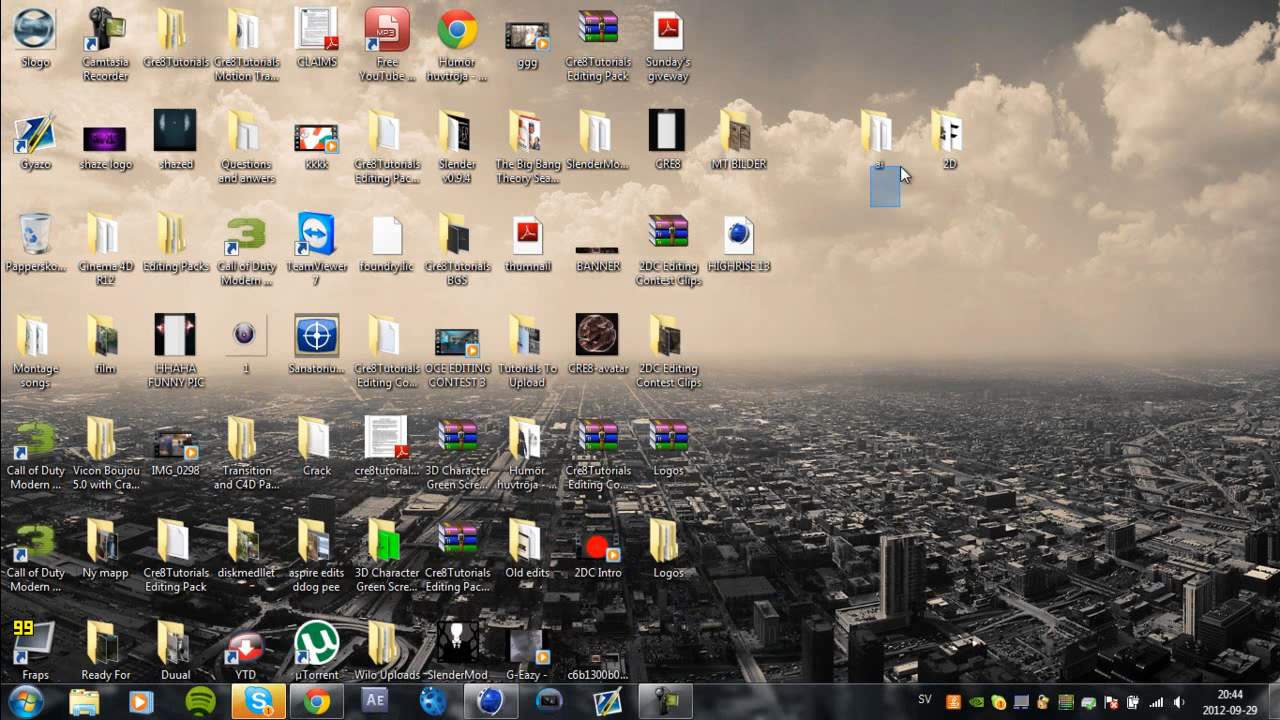 Slogo
Camtasia
Recorder
Cre8Tutorials
Cre8Tutorials
Motion Tra...
CLAIMS
MP3
Free
YouTube ...
Humor
huvtröja - ...
ggg
Cre8Tutorials
Editing Pack
Sunday's
giveway
Gyazo
shaze logo
shazed
Questions
and anwers
kkkk
Cre8Tutorials
Editing Pac...
Slender
v0.9.4
The Big Bang
Theory Sea...
SlenderMo...
CRE8
MT BILDER
2D
Pappersko...
Cinema 4D
R12
Editing Packs
Call of Duty
Modern ...
TeamViewer
7
foundry.lic
Cre8Tutorials
BGS
thumnail
BANNER
2DC Editing
Contest Clips
HIGHRISE 13
Montage
songs
film
HHAHA
FUNNY PIC
1
Sanatoriu...
Cre8Tutorials
Editing Co...
OCE EDITING
CONTEST 3
Tutorials To
Upload
CRE8-avatar
2DC Editing
Contest Clips
Call of Duty
Modern ...
Vicon Boujou
5.0 with Cra...
IMG_0298
Transition
and C4D Pa...
Crack
cre8tutorial...
3D Character
Green Scre...
Humor
huvtröja - ...
Cre8Tutorials
Editing Co...
Logos
Call of Duty
Modern ...
Ny mapp
Cre8Tutorials
Editing Pack
diskmedllet
aspire edits
ddog pee
3D Character
Green Scre...
Cre8Tutorials
Editing Pac...
Old edits
2DC Intro
Logos
99
Fraps
Ready For
Duual
YTD
µTorrent
Wilo Uploads
SlenderMod
G-Eazy -
c6b1300b0...
AE
SV
20:44
2012-09-29